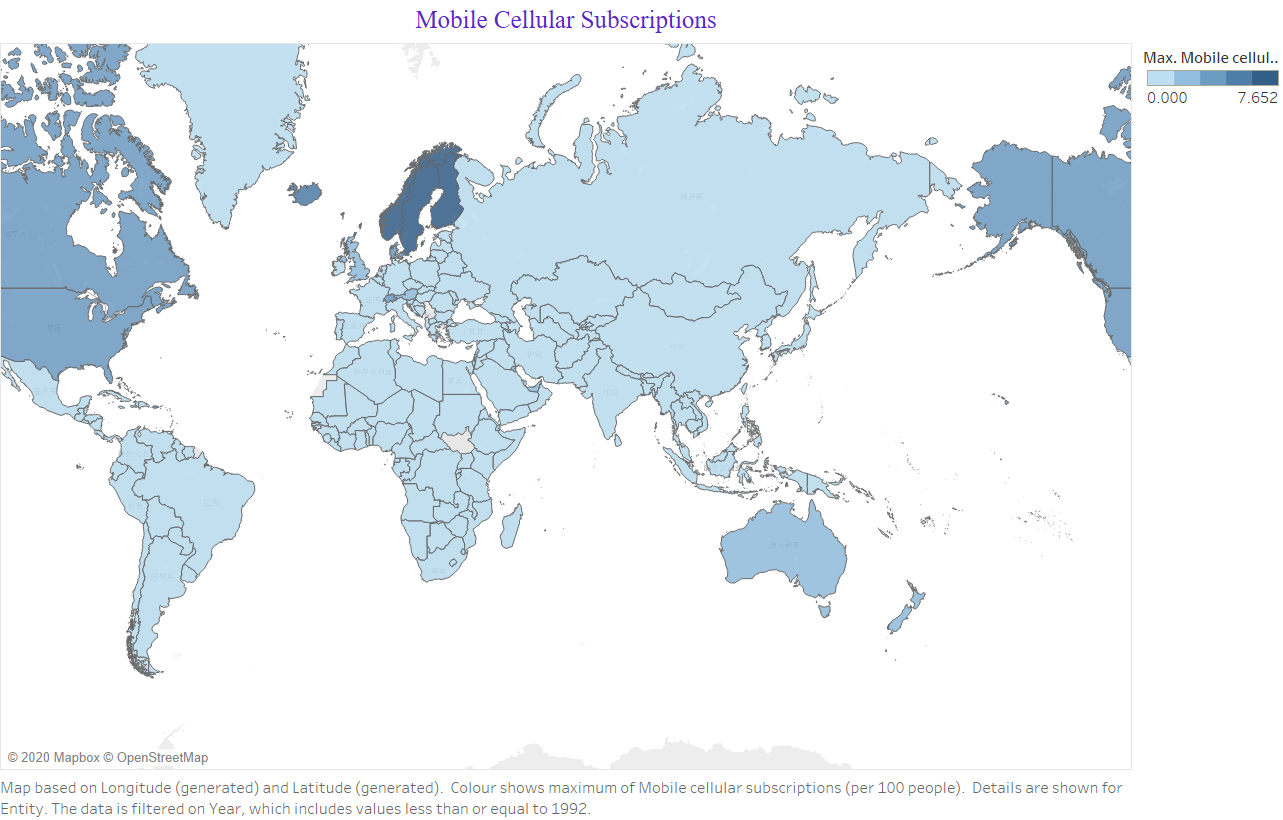 Mobile Cellular Subscriptions
Max. Mobile cellul..
0.000 7.652
© 2020 Mapbox © OpenStreetMap
Map based on Longitude (generated) and Latitude (generated). Colour shows maximum of Mobile cellular subscriptions (per 100 people). Details are shown for
Entity. The data is filtered on Year, which includes values less than or equal to 1992.